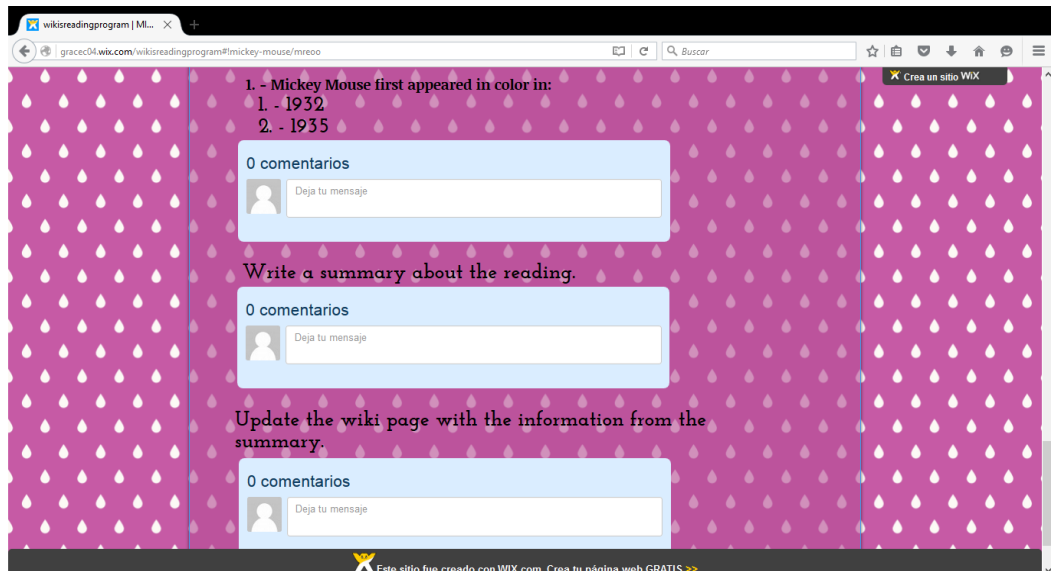 wikisreadingprogram | MI...
gracec04.wix.com/wikisreadingprogram#!mickey-mouse/mreoo
Buscar
Crea un sitio WiX
1. - Mickey Mouse first appeared in color in:
1. - 1932
2. - 1935
0 comentarios
Deja tu mensaje
Write a summary about the reading.
0 comentarios
Deja tu mensaje
Update the wiki page with the information from the
summary.
0 comentarios
Deja tu mensaje
Este sitio fue creado con WIX.com. Crea tu página web GRATIS >>